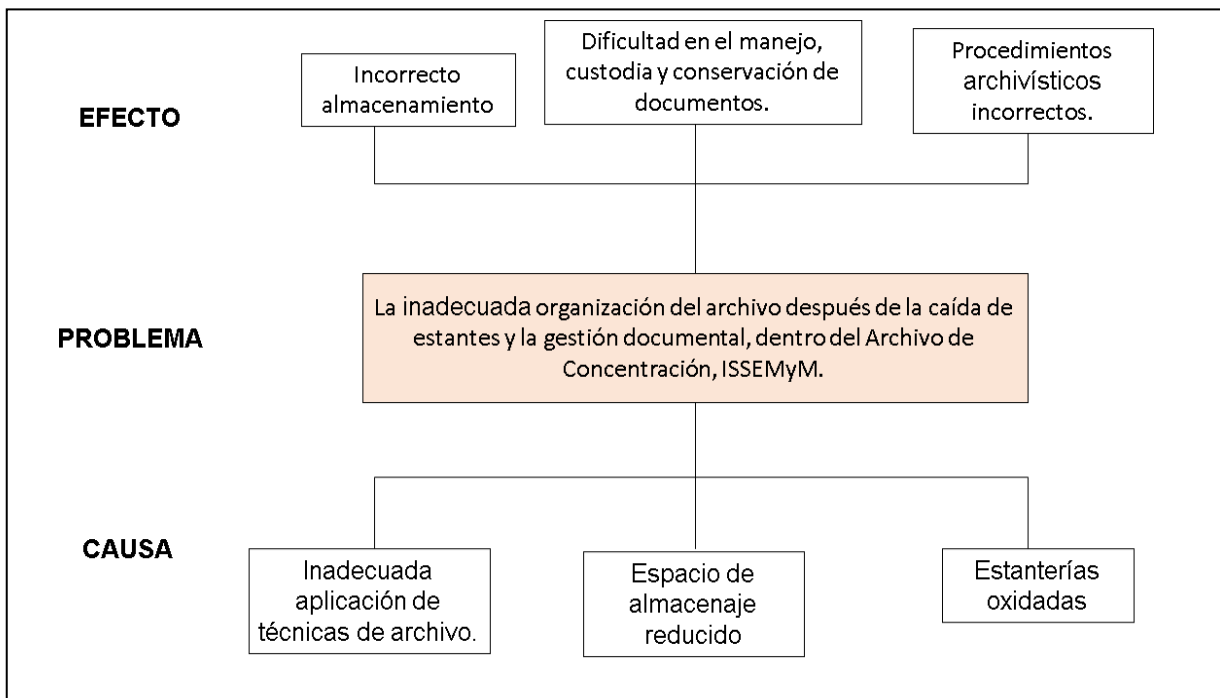 EFECTO
Incorrecto
almacenamiento
Dificultad en el manejo,
custodia y conservación de
documentos.
Procedimientos
archivísticos
incorrectos.
PROBLEMA
La inadecuada organización del archivo después de la caída de
estantes y la gestión documental, dentro del Archivo de
Concentración, ISSEMyM.
CAUSA
Inadecuada
aplicación de
técnicas de archivo.
Espacio de
almacenaje
reducido
Estanterías
oxidadas